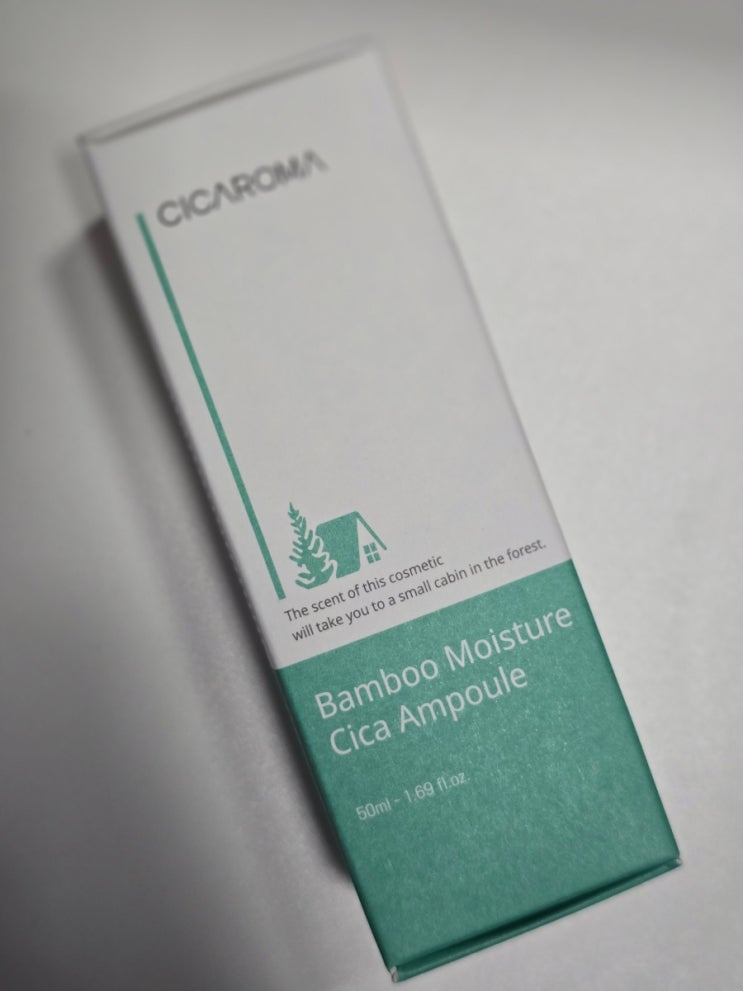 CICAROMA
The scent of this cosmetic
will take you to a small cabin in the forest.
Bamboo Moisture
Cica Ampoule
50ml - 1.69 fl.oz.